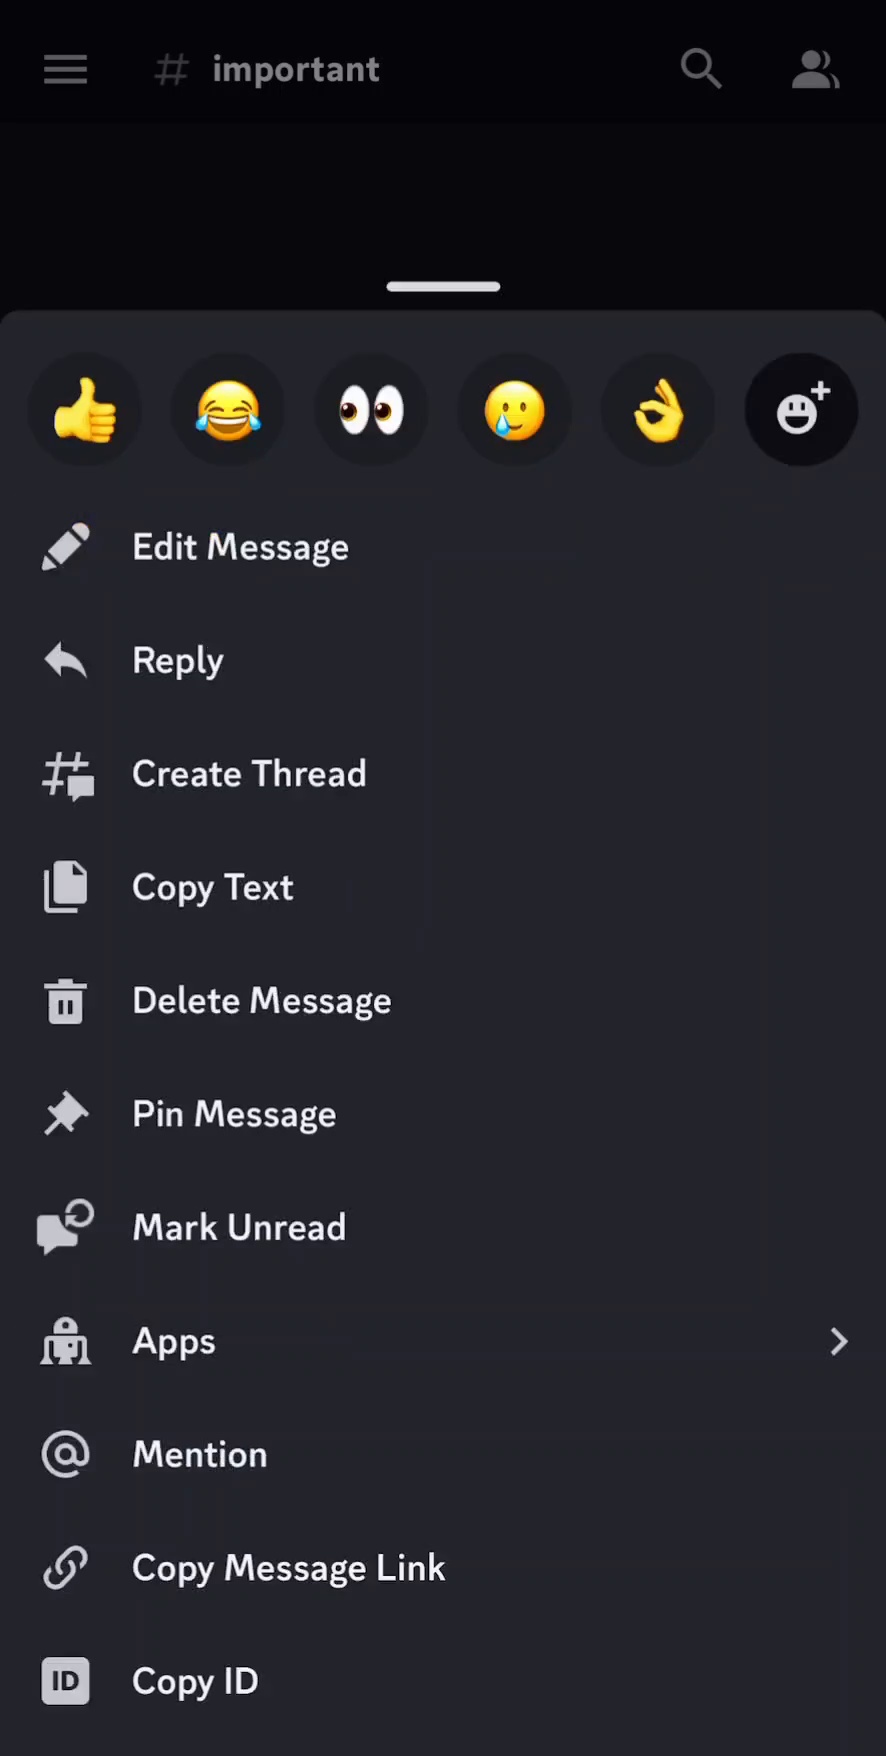 # important
Edit Message
Reply
Create Thread
Copy Text
Delete Message
Pin Message
Mark Unread
Apps
Mention
Copy Message Link
ID Copy ID